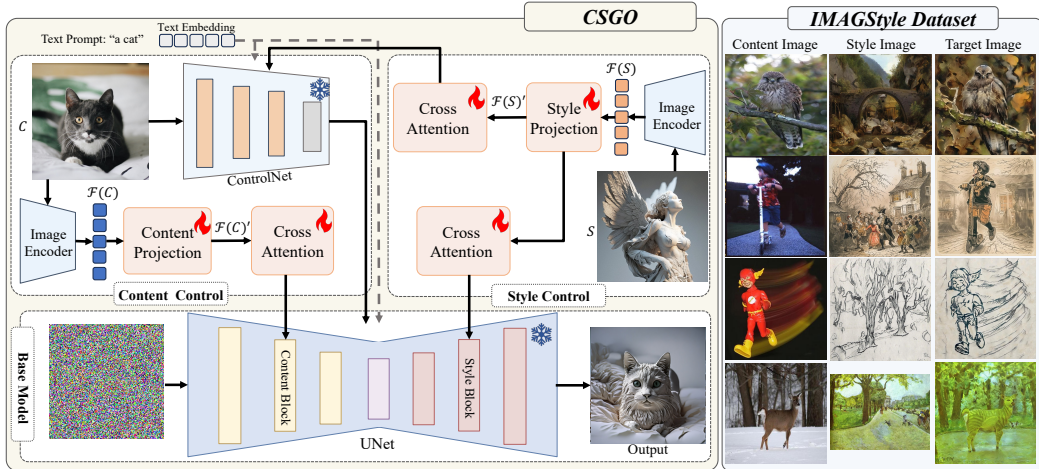 CSGO
Text Prompt: “a cat”
Text Embedding
C
ControlNet
Image
Encoder
F(C)
Content
Projection
F(C)′
Cross
Attention
Content Control
Cross
Attention
F(S)′
Style
Projection
F(S)
Image
Encoder
S
Cross
Attention
Style Control
Base Model
Content Block
UNet
Style Block
Output
IMAGStyle Dataset
Content Image
Style Image
Target Image